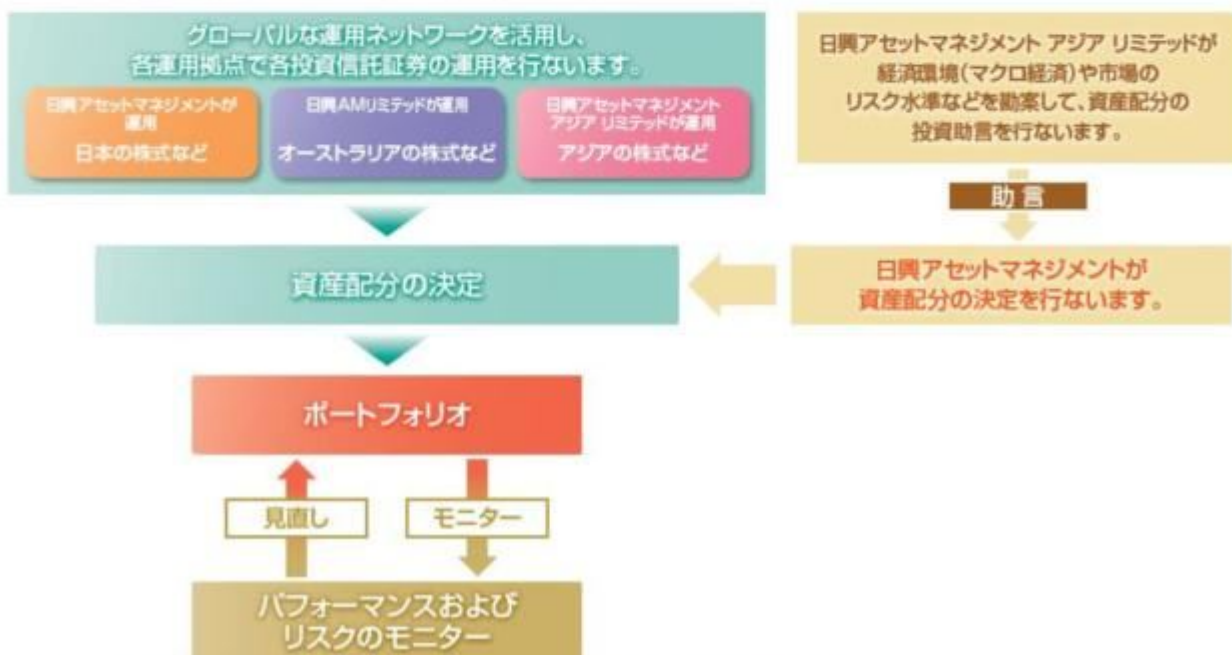 グローバルな運用ネットワークを活用し、
各運用拠点で各投資信託証券の運用を行ないます。
日興アセットマネジメントが
運用
日本の株式など
日興AMリミテッドが運用
オーストラリアの株式など
日興アセットマネジメント
アジア リミテッドが運用
アジアの株式など
日興アセットマネジメント アジア リミテッドが
経済環境(マクロ経済)や市場の
リスク水準などを勘案して、資産配分の
投資助言を行ないます。
助言
資産配分の決定
日興アセットマネジメントが
資産配分の決定を行ないます。
ポートフォリオ
見直し
モニター
パフォーマンスおよび
リスクのモニター